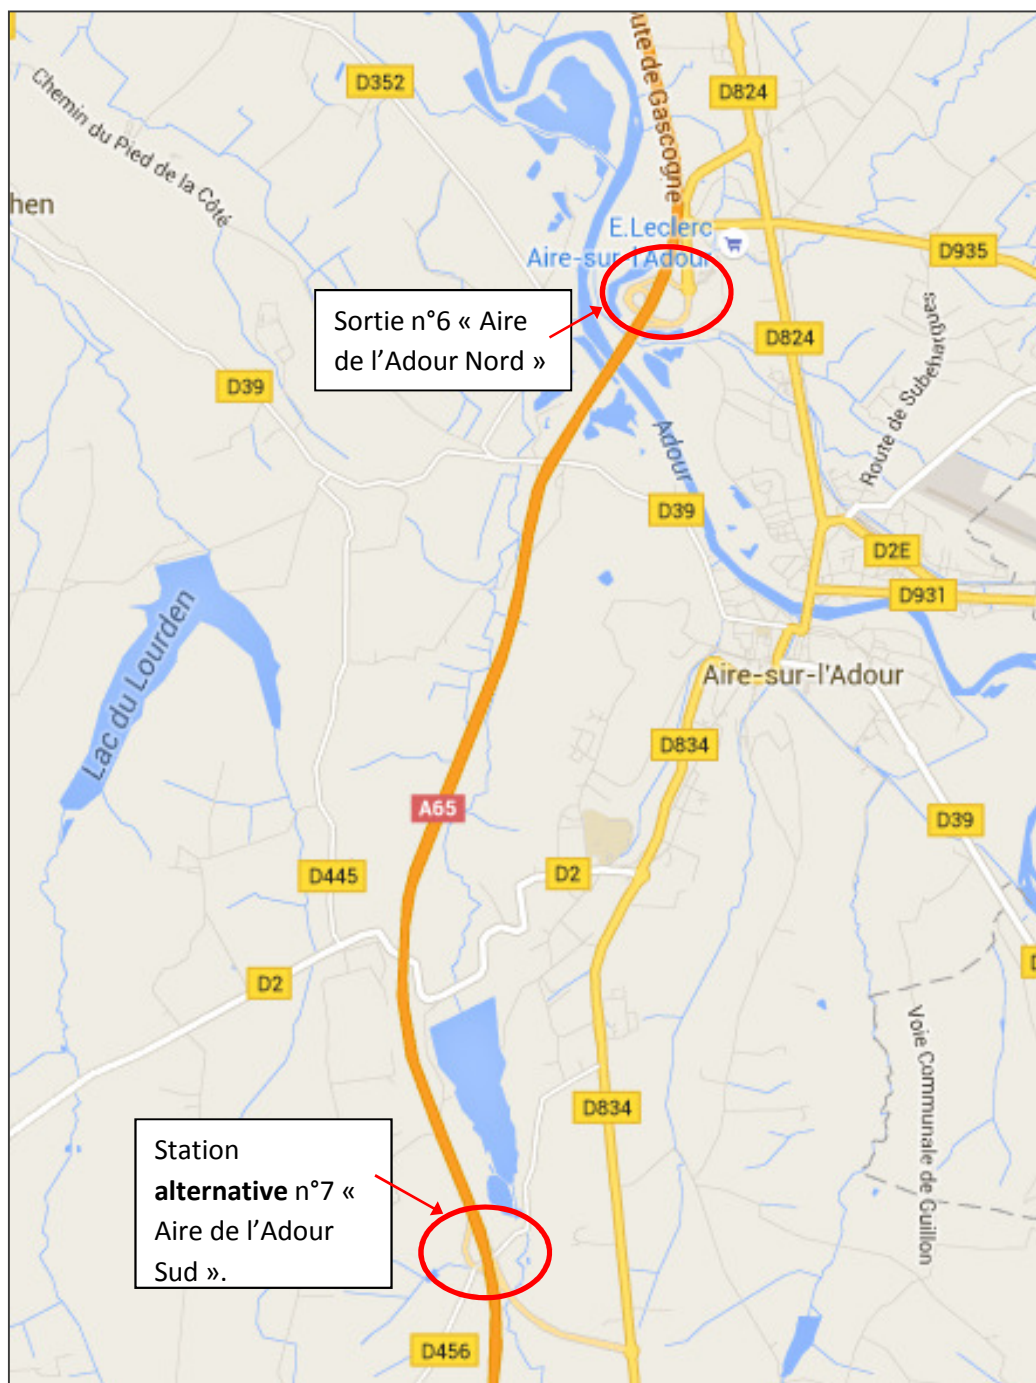 ute de Gascogne
D352
D824
Chemin du Pied de la Côté
hen
E.Leclerc
Aire-sur-l'Adour
D935
Sortie n°6 « Aire
de l’Adour Nord »
D824
Route de Subehargues
D39
Adour
D39
D2E
D931
Lac du Lourden
Aire-sur-l'Adour
D834
A65
D39
D445
D2
D2
D
Voie Communale de Guillon
D834
Station
alternative n°7 «
Aire de l’Adour
Sud ».
D456